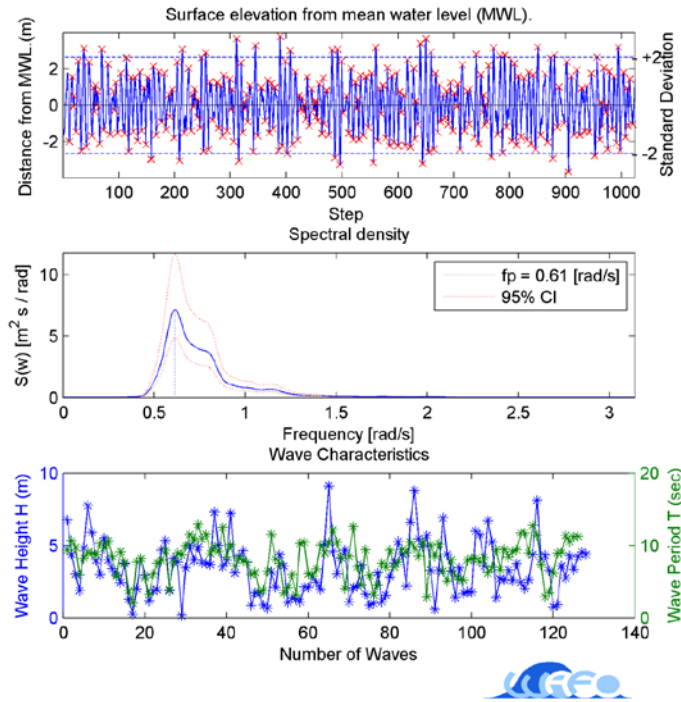 Surface elevation from mean water level (MWL).
Distance from MWL.(m)
2
0
-2
+2
-2
Standard Deviation
100 200 300 400 500 600 700 800 900 1000
Step
Spectral density
S(w) [m² s / rad]
10
5
0
fp = 0.61 [rad/s]
95% CI
0 0.5 1 1.5 2 2.5 3
Frequency [rad/s]
Wave Characteristics
Wave Height H (m)
10
5
0
20
10
0
Wave Period T (sec)
0 20 40 60 80 100 120 140
Number of Waves
WAFO